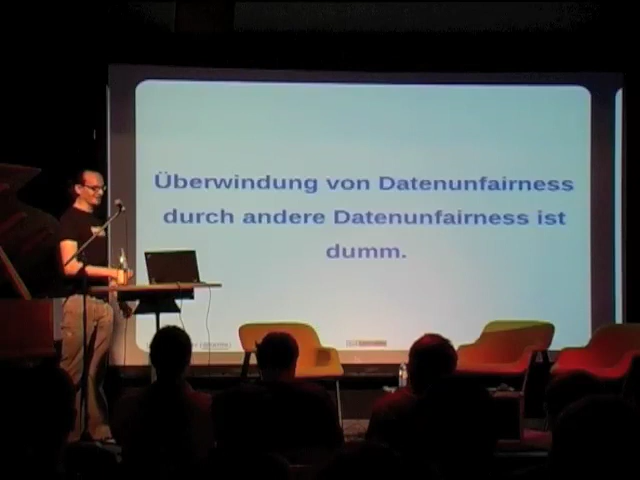 Überwindung von Datenunfairness
durch andere Datenunfairness ist
dumm.